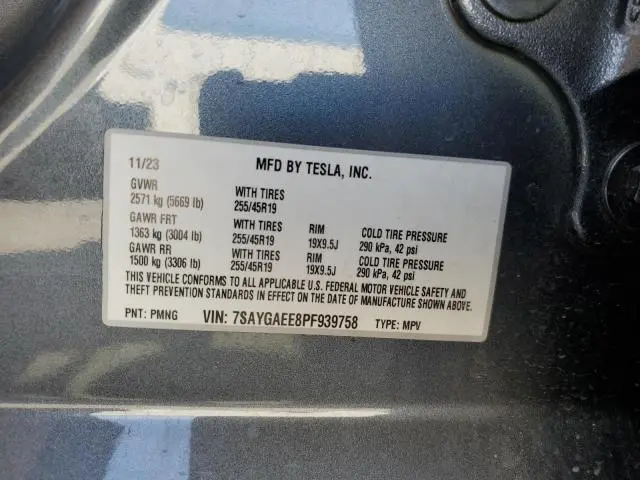 11/23 MFD BY TESLA, INC.
GVWR
2571 kg (5669 lb) WITH TIRES 255/45R19
GAWR FRT WITH TIRES RIM COLD TIRE PRESSURE
1363 kg (3004 lb) 255/45R19 19X9.5J 290 kPa, 42 psi
GAWR RR WITH TIRES RIM COLD TIRE PRESSURE
1500 kg (3306 lb) 255/45R19 19X9.5J 290 kPa, 42 psi
THIS VEHICLE CONFORMS TO ALL APPLICABLE U.S. FEDERAL MOTOR VEHICLE SAFETY AND
THEFT PREVENTION STANDARDS IN EFFECT ON THE DATE OF MANUFACTURE SHOWN ABOVE.
PNT: PMNG VIN: 7SAYGAEE8PF939758 TYPE: MPV